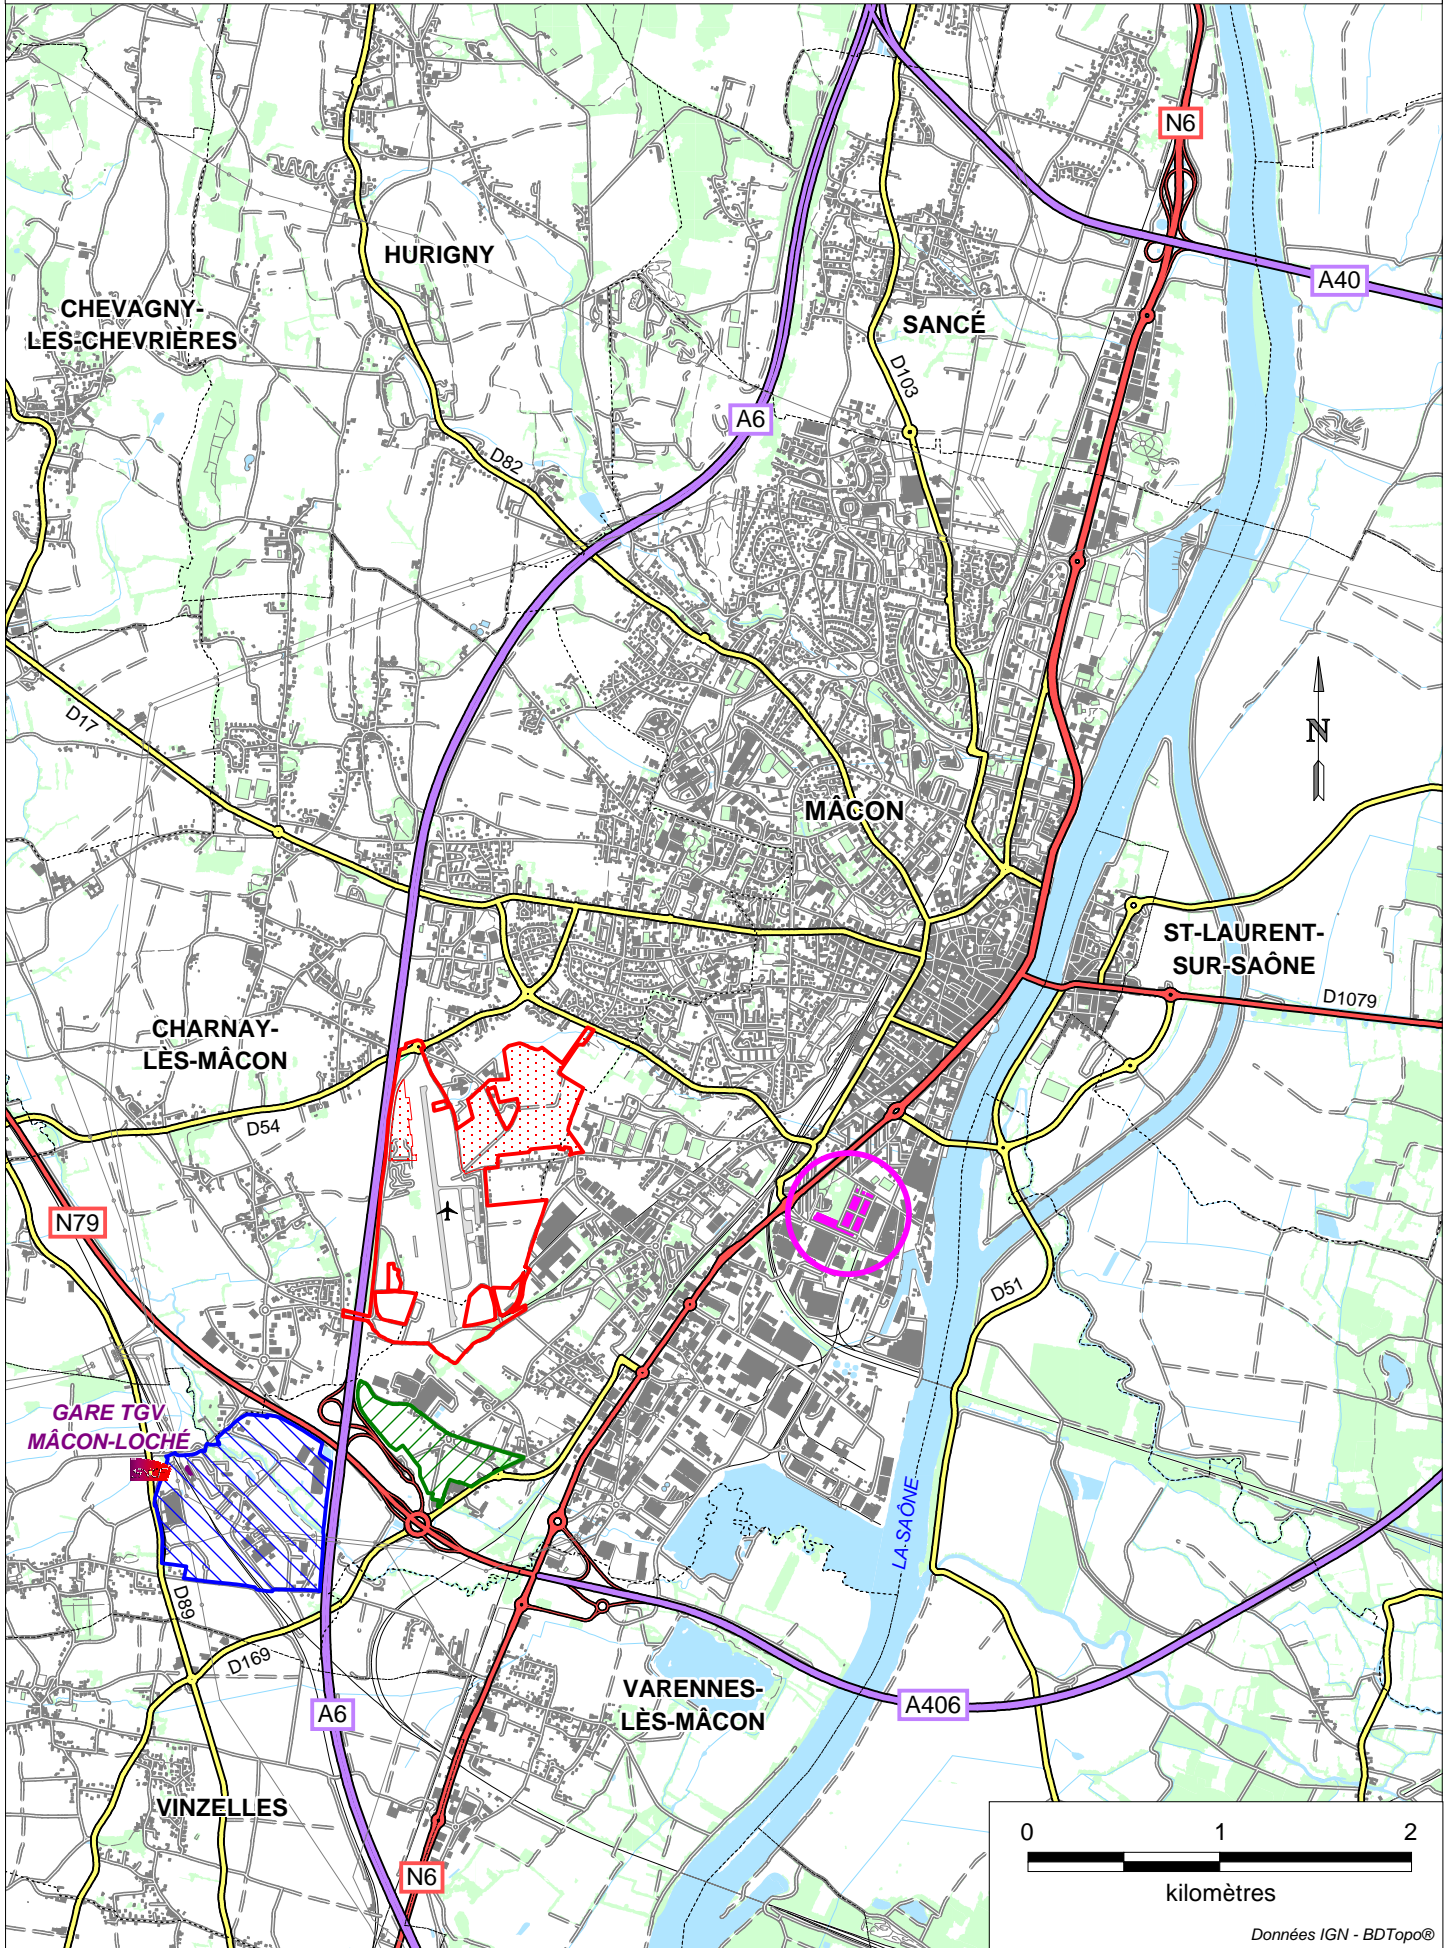 N6
HURIGNY
A40
CHEVAGNY-
LES-CHEVRIÈRES
SANCÉ
D103
A6
D82
D17
N
MÂCON
ST-LAURENT-
SUR-SAÔNE
D1079
CHARNAY-
LÈS-MÂCON
D54
N79
D51
GARE TGV
MÂCON-LOCHÉ
LA SAÔNE
D89
D169
VARENNES-
LÈS-MÂCON
A406
A6
VINZELLES
N6
0 1 2
kilomètres
Données IGN - BDTopo®